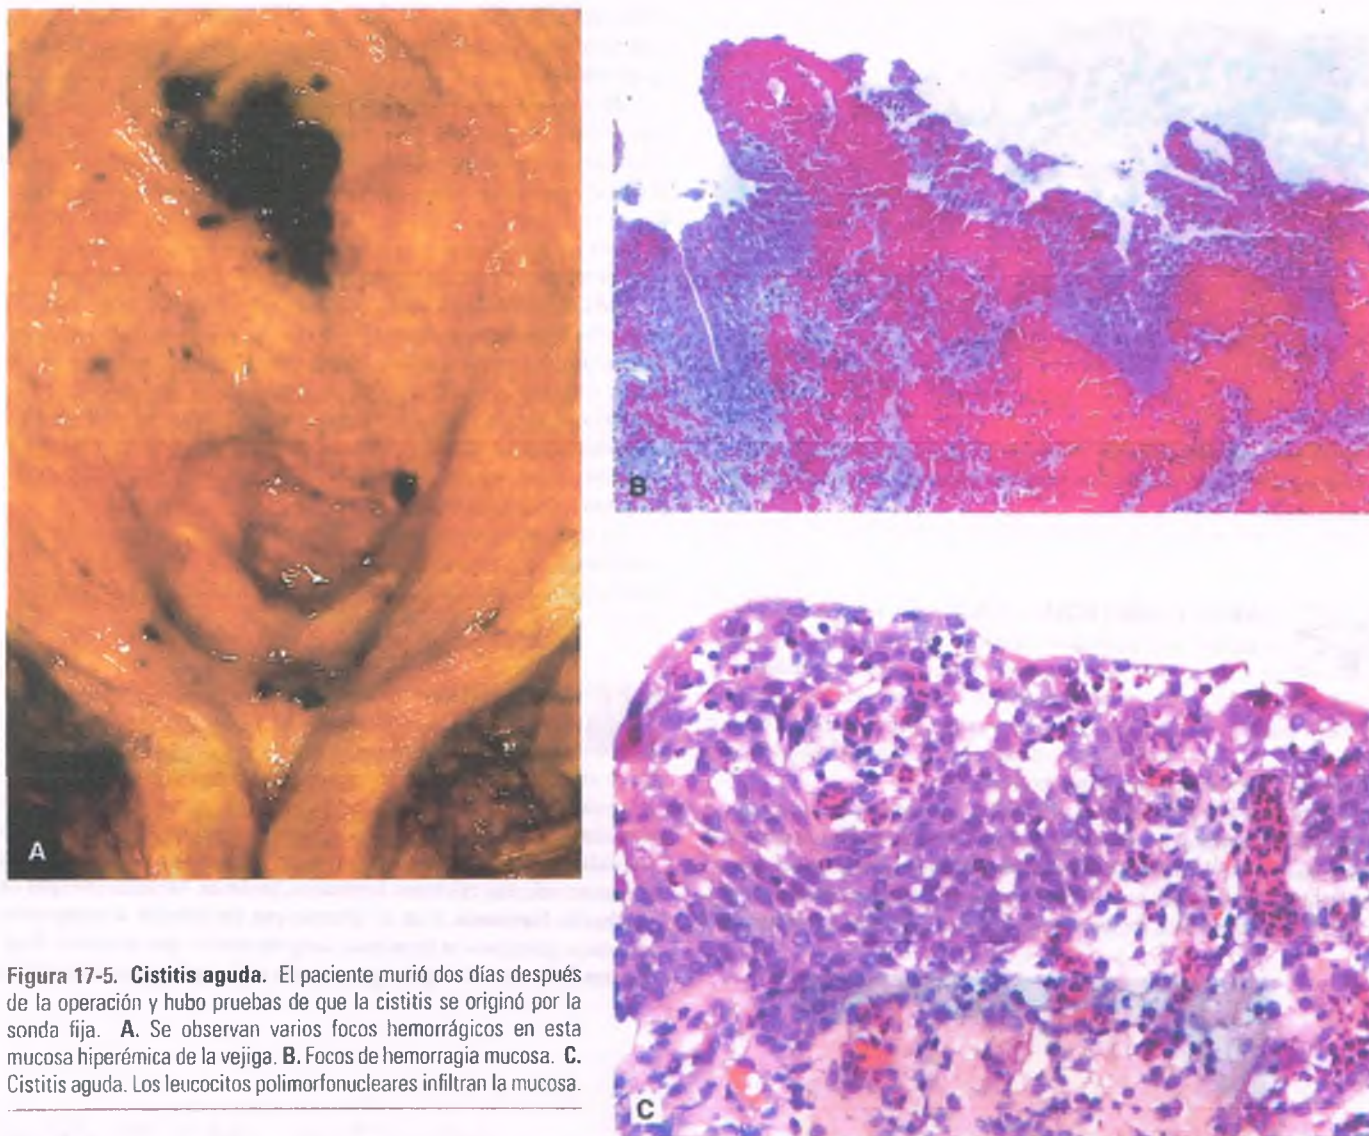 A
B
C
Figura 17-5. Cistitis aguda. El paciente murió dos días después
de la operación y hubo pruebas de que la cistitis se originó por la
sonda fija. A. Se observan varios focos hemorrágicos en esta
mucosa hiperémica de la vejiga. B. Focos de hemorragia mucosa. C.
Cistitis aguda. Los leucocitos polimorfonucleares infiltran la mucosa.